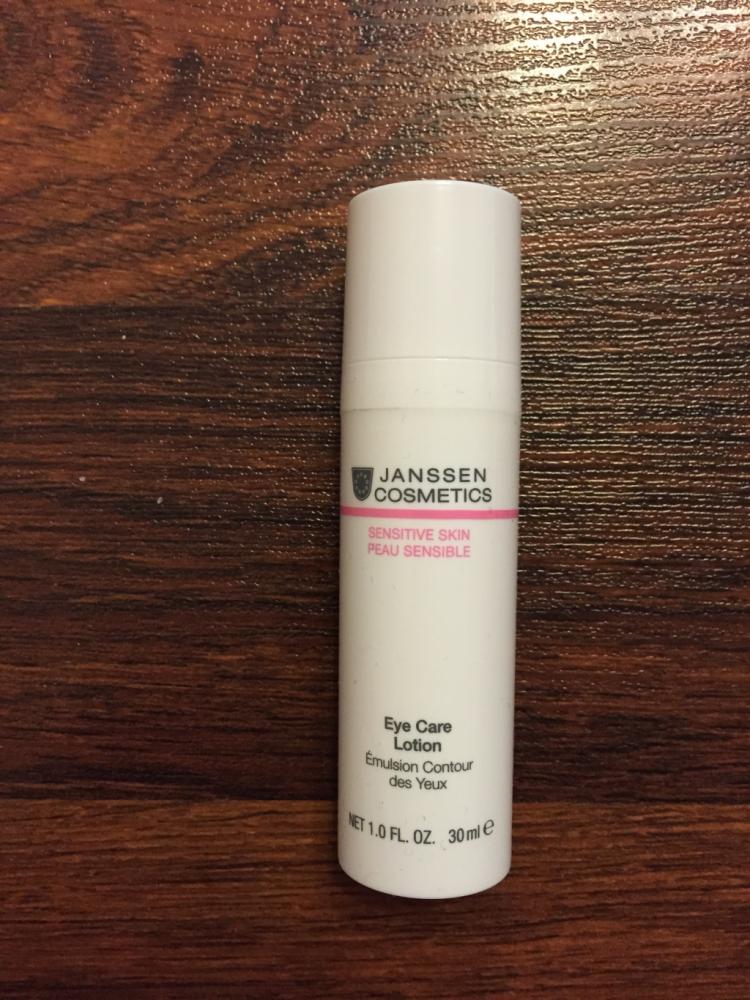 JANSSEN
COSMETICS
SENSITIVE SKIN
PEAU SENSIBLE
Eye Care
Lotion
Émulsion Contour
des Yeux
NET 1.0 FL. OZ. 30 ml ℮